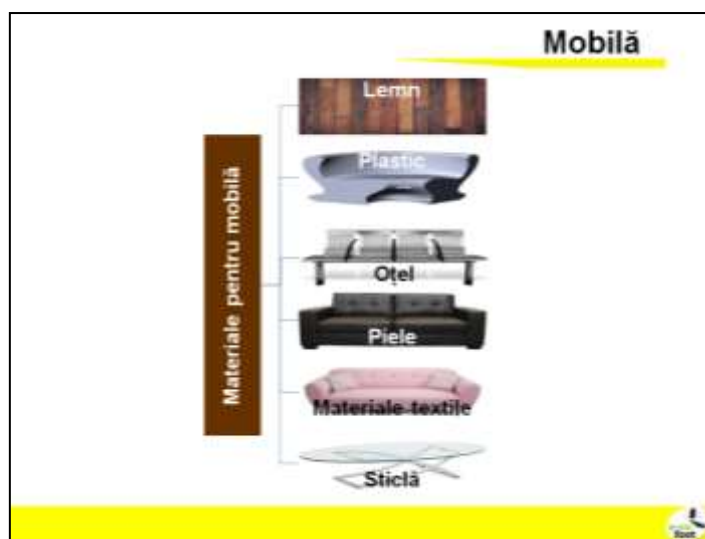 Mobilă
Materiale pentru mobilă
Lemn
Plastic
Oțel
Piele
Materiale textile
Sticlă